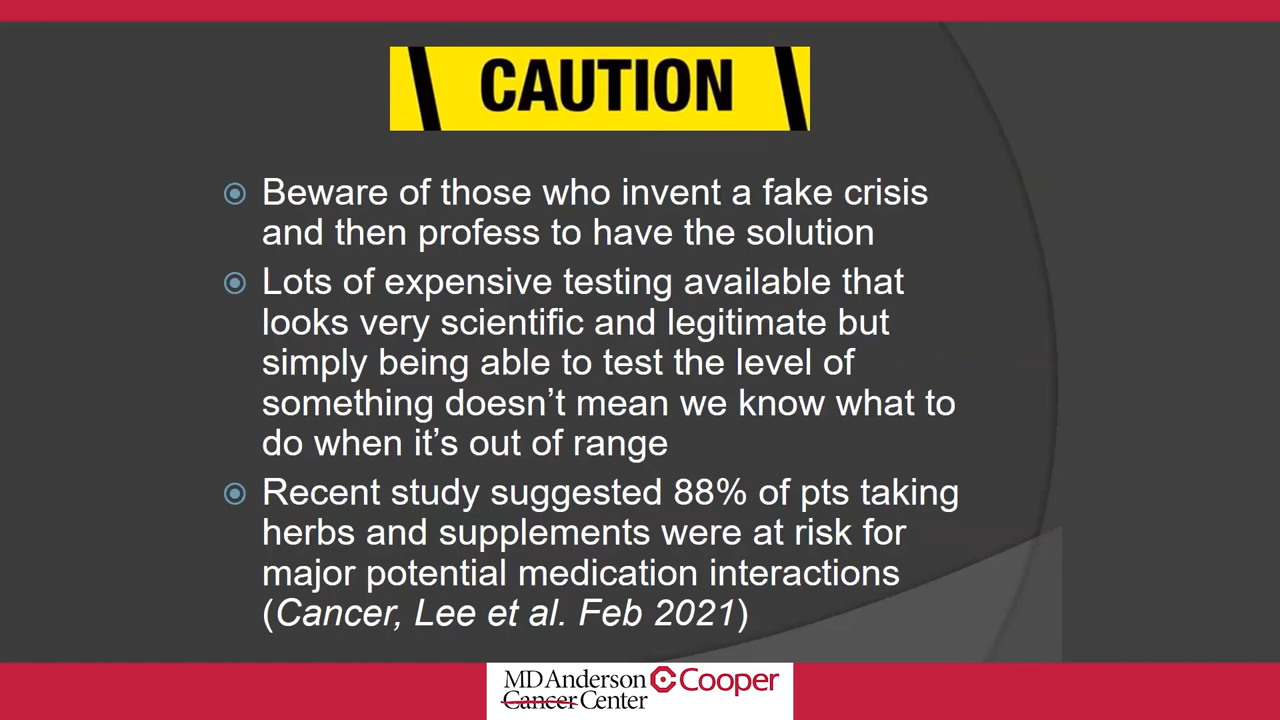 CAUTION
Beware of those who invent a fake crisis
and then profess to have the solution
Lots of expensive testing available that
looks very scientific and legitimate but
simply being able to test the level of
something doesn’t mean we know what to
do when it’s out of range
Recent study suggested 88% of pts taking
herbs and supplements were at risk for
major potential medication interactions
(Cancer, Lee et al. Feb 2021)
MD Anderson Cooper
Cancer Center